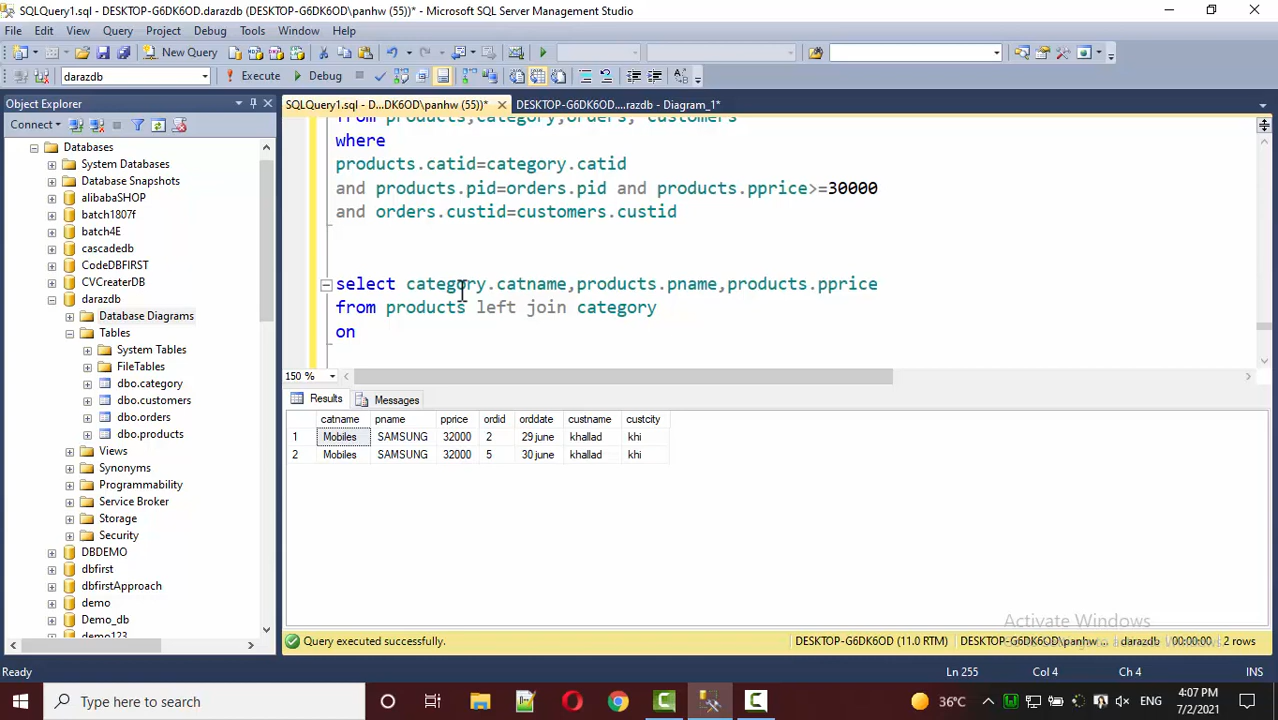 SQLQuery1.sql - DESKTOP-G6DK6OD.darazdb (DESKTOP-G6DK6OD\panhw (55))* - Microsoft SQL Server Management Studio
File Edit View Query Project Debug Tools Window Help
New Query
darazdb Execute Debug
Object Explorer
SQLQuery1.sql - D...DK6OD\panhw (55))* DESKTOP-G6DK6OD....razdb - Diagram_1*
Connect
Databases
System Databases
Database Snapshots
alibabaSHOP
batch1807f
batch4E
cascadedb
CodeDBFIRST
CVCreaterDB
darazdb
Database Diagrams
Tables
System Tables
FileTables
dbo.category
dbo.customers
dbo.orders
dbo.products
Views
Synonyms
Programmability
Service Broker
Storage
Security
DBDEMO
dbfirst
dbfirstApproach
demo
Demo_db
demo123
from products,category,orders, customers
where
products.catid=category.catid
and products.pid=orders.pid and products.pprice>=30000
and orders.custid=customers.custid
select category.catname,products.pname,products.pprice
from products left join category
on
150 %
Results Messages
catname pname pprice ordid orddate custname custcity
1 Mobiles SAMSUNG 32000 2 29 june khallad khi
2 Mobiles SAMSUNG 32000 5 30 june khallad khi
Activate Windows
Query executed successfully. DESKTOP-G6DK6OD (11.0 RTM) DESKTOP-G6DK6OD\panhw... darazdb 00:00:00 2 rows
Ready Ln 255 Col 4 Ch 4 INS
Type here to search
36°C ENG 4:07 PM
7/2/2021